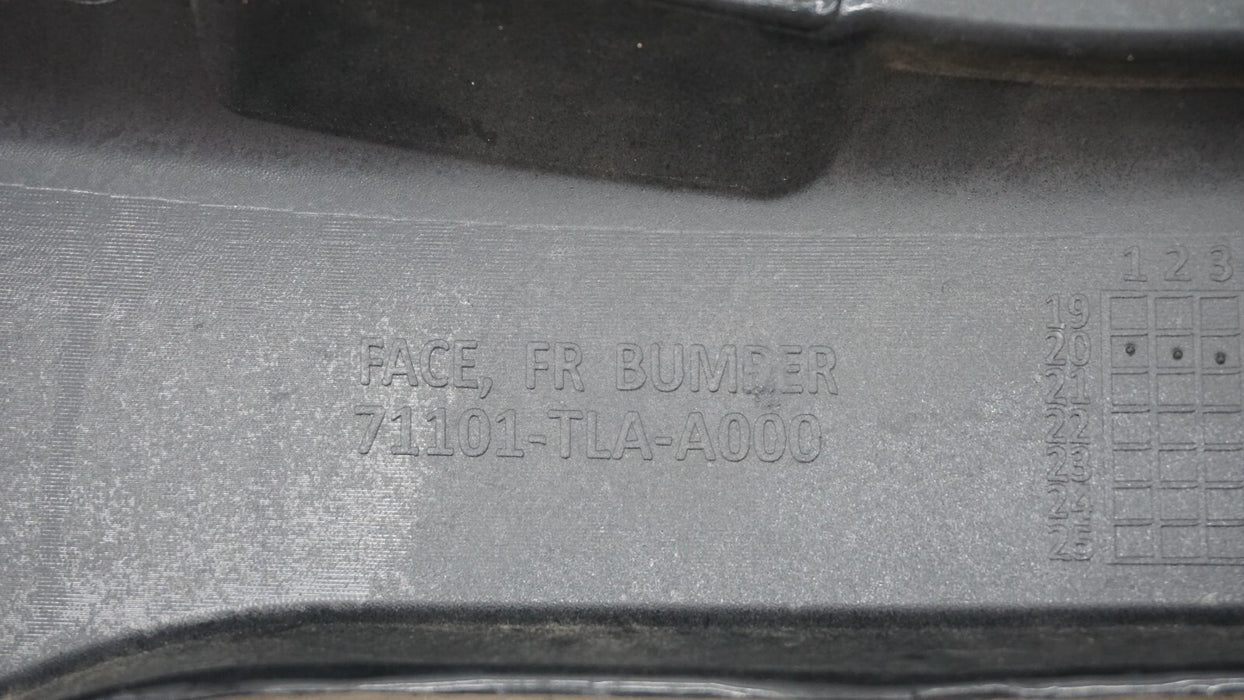 FACE, FR BUMPER
71101-TLA-A000
1 2 3
19
20
21
22
23
24
25